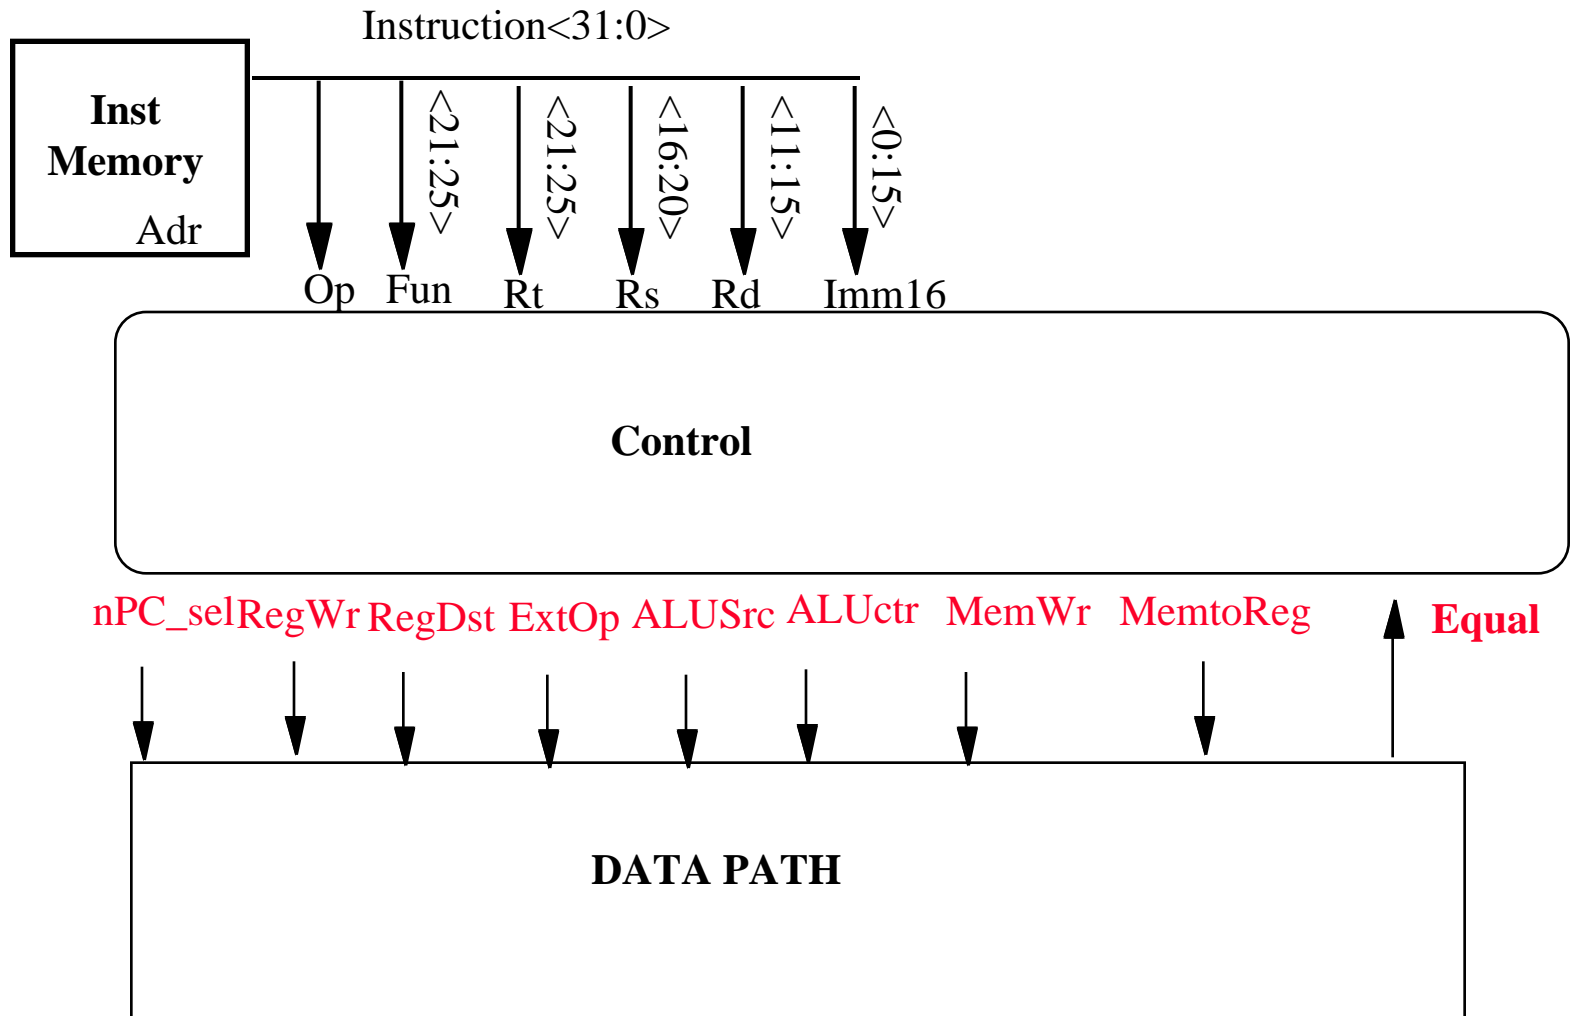 Instruction<31:0>
Inst
Memory
Adr
<21:25>
<21:25>
<16:20>
<11:15>
<0:15>
Op Fun Rt Rs Rd Imm16
Control
nPC_sel RegWr RegDst ExtOp ALUSrc ALUctr MemWr MemtoReg Equal
DATA PATH